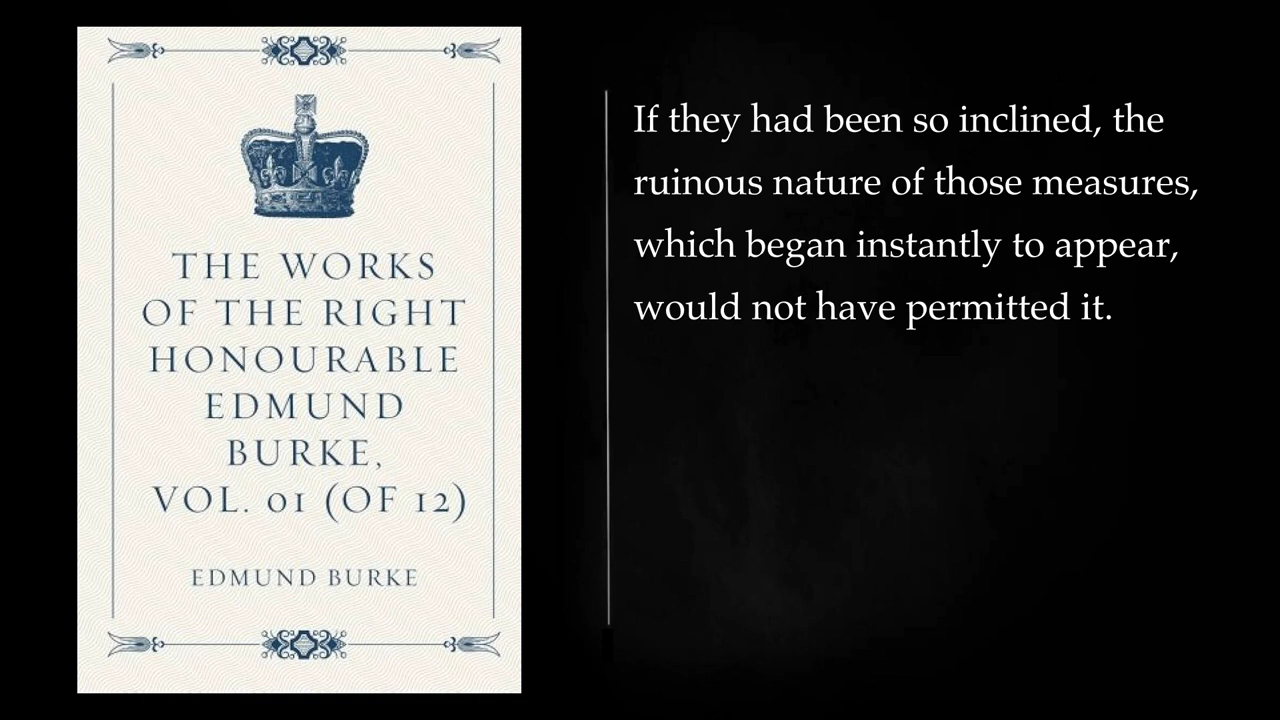 THE WORKS
OF THE RIGHT
HONOURABLE
EDMUND
BURKE,
VOL. 01 (OF 12)
EDMUND BURKE
If they had been so inclined, the
ruinous nature of those measures,
which began instantly to appear,
would not have permitted it.